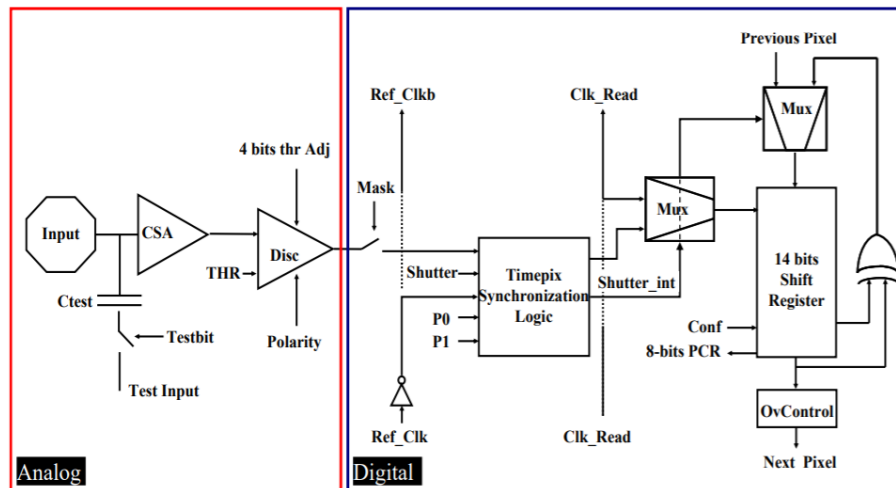 Previous Pixel
Ref_Clkb
Clk_Read
Mux
4 bits thr Adj
Mask
Input
CSA
Disc
THR
Mux
Shutter
Timepix
Synchronization
Logic
Shutter_int
14 bits
Shift
Register
Ctest
Testbit
Polarity
P0
P1
Conf
8-bits PCR
Test Input
OvControl
Ref_Clk
Clk_Read
Next Pixel
Analog
Digital